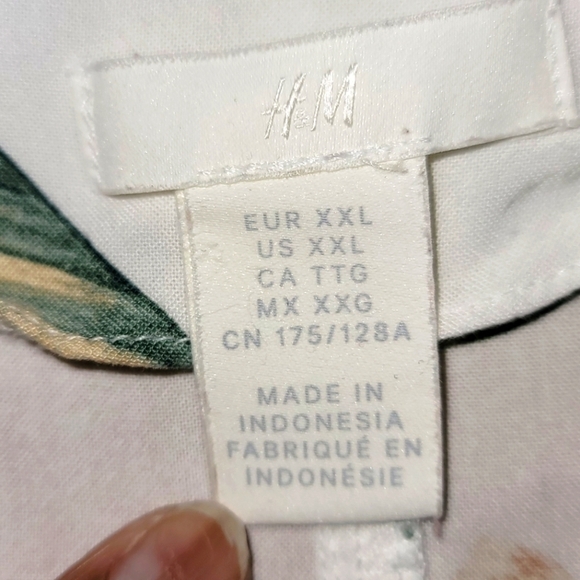 H&M
EUR XXL
US XXL
CA TTG
MX XXG
CN 175/128A
MADE IN
INDONESIA
FABRIQUÉ EN
INDONÉSIE